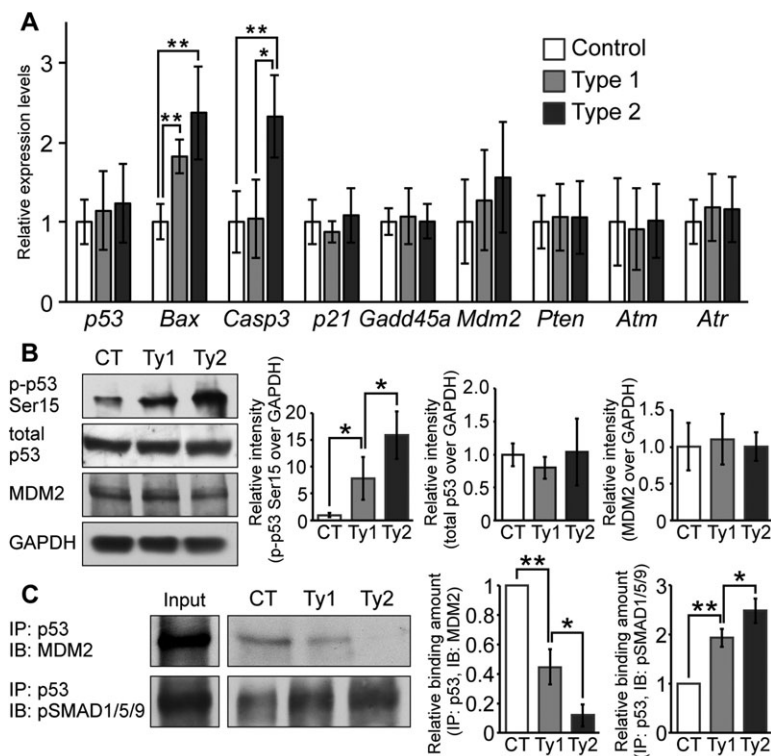 A
Relative expression levels
3
2
1
0
** ** ** *
Control
Type 1
Type 2
p53 Bax Casp3 p21 Gadd45a Mdm2 Pten Atm Atr
B
CT Ty1 Ty2
p-p53
Ser15
total
p53
MDM2
GAPDH
Relative intensity
(p-p53 Ser15 over GAPDH)
20
15
10
5
0
* *
CT Ty1 Ty2
Relative intensity
(total p53 over GAPDH)
2.0
1.5
1.0
0.5
0
CT Ty1 Ty2
Relative intensity
(MDM2 over GAPDH)
1.5
1.0
0.5
0
CT Ty1 Ty2
C
Input CT Ty1 Ty2
IP: p53
IB: MDM2
IP: p53
IB: pSMAD1/5/9
Relative binding amount
(IP: p53, IB: MDM2)
1
0.8
0.6
0.4
0.2
0
** *
CT Ty1 Ty2
Relative binding amount
(IP: p53, IB: pSMAD1/5/9)
3
2
1
0
** *
CT Ty1 Ty2